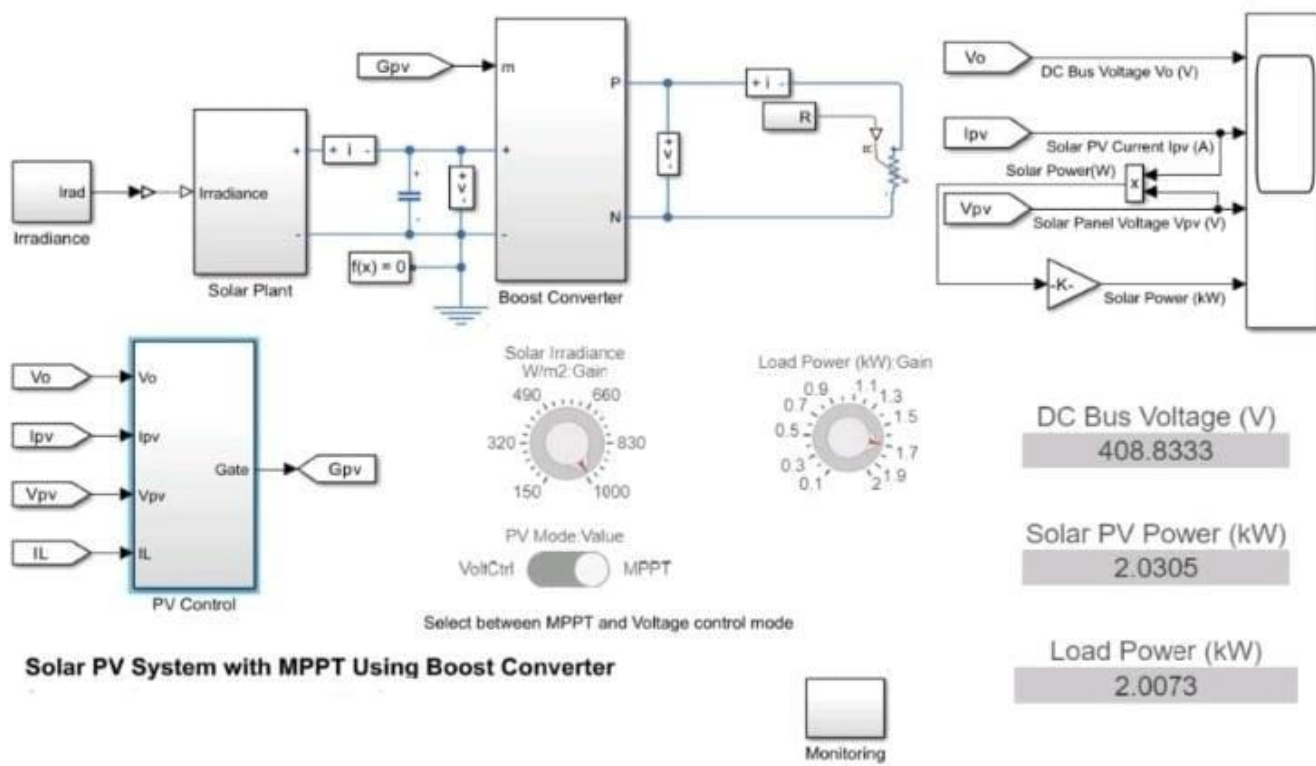 Irad
Irradiance
Irradiance
+
-
Solar Plant
+ i -
+
-
+ v -
f(x) = 0
Gpv
m
+
-
P
N
Boost Converter
+ v -
+ i -
R
R
Vo
DC Bus Voltage Vo (V)
Ipv
Solar PV Current Ipv (A)
Solar Power(W)
x
Vpv
Solar Panel Voltage Vpv (V)
-K-
Solar Power (kW)
Vo
Ipv
Vpv
IL
Vo
Ipv
Vpv
IL
Gate
Gpv
PV Control
Solar Irradiance
W/m2:Gain
490 660
320 830
150 1000
PV Mode:Value
VoltCtrl MPPT
Select between MPPT and Voltage control mode
Load Power (kW):Gain
0.9 1.1
0.7 1.3
0.5 1.5
0.3 1.7
0.1 2 1.9
DC Bus Voltage (V)
408.8333
Solar PV Power (kW)
2.0305
Load Power (kW)
2.0073
Solar PV System with MPPT Using Boost Converter
Monitoring